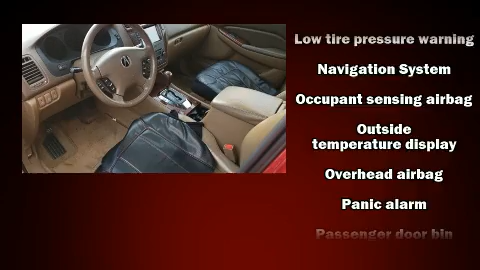 Low tire pressure warning
Navigation System
Occupant sensing airbag
Outside
temperature display
Overhead airbag
Panic alarm
Passenger door bin